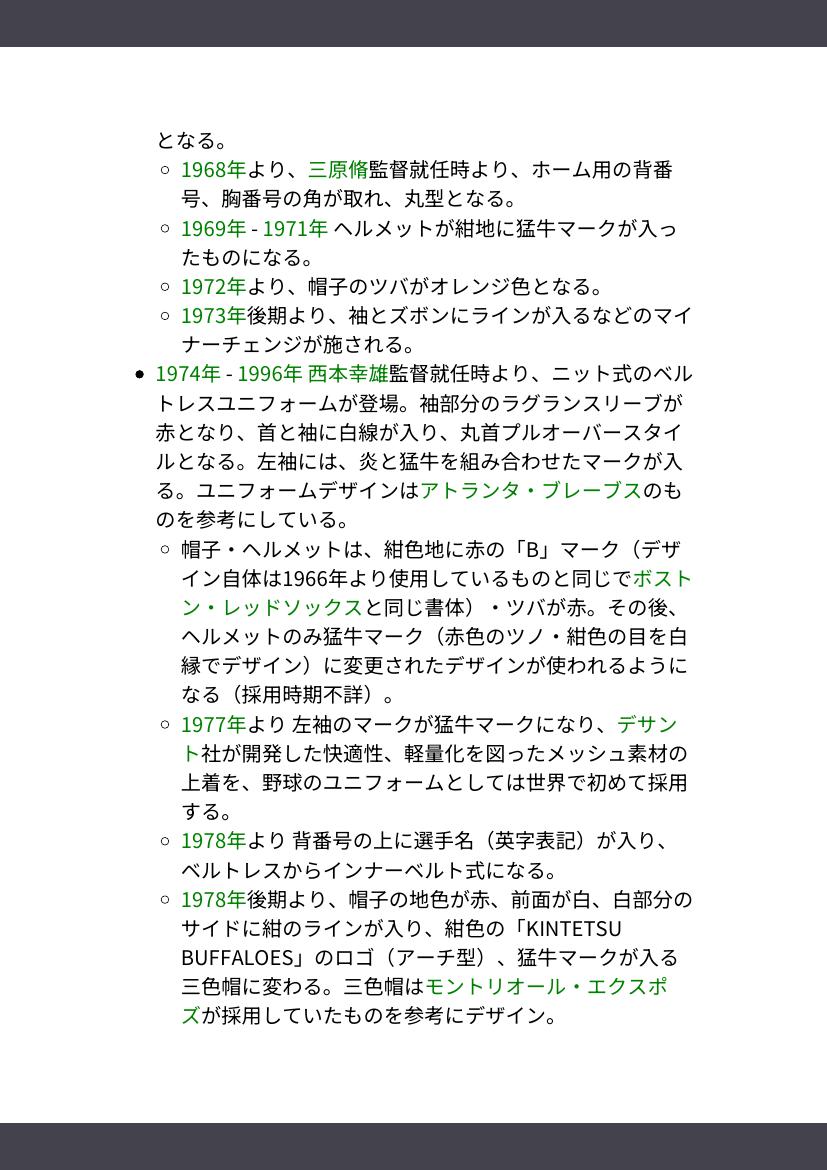 となる。
1968年より、三原脩監督就任時より、ホーム用の背番
号、胸番号の角が取れ、丸型となる。
1969年 - 1971年 ヘルメットが紺地に猛牛マークが入っ
たものになる。
1972年より、帽子のツバがオレンジ色となる。
1973年後期より、袖とズボンにラインが入るなどのマイ
ナーチェンジが施される。
1974年 - 1996年 西本幸雄監督就任時より、ニット式のベル
トレスユニフォームが登場。袖部分のラグランスリーブが
赤となり、首と袖に白線が入り、丸首プルオーバースタイ
ルとなる。左袖には、炎と猛牛を組み合わせたマークが入
る。ユニフォームデザインはアトランタ・ブレーブスのも
のを参考にしている。
帽子・ヘルメットは、紺色地に赤の「B」マーク（デザ
イン自体は1966年より使用しているものと同じでボスト
ン・レッドソックスと同じ書体）・ツバが赤。その後、
ヘルメットのみ猛牛マーク（赤色のツノ・紺色の目を白
縁でデザイン）に変更されたデザインが使われるように
なる（採用時期不詳）。
1977年より 左袖のマークが猛牛マークになり、デサン
ト社が開発した快適性、軽量化を図ったメッシュ素材の
上着を、野球のユニフォームとしては世界で初めて採用
する。
1978年より 背番号の上に選手名（英字表記）が入り、
ベルトレスからインナーベルト式になる。
1978年後期より、帽子の地色が赤、前面が白、白部分の
サイドに紺のラインが入り、紺色の「KINTETSU
BUFFALOES」のロゴ（アーチ型）、猛牛マークが入る
三色帽に変わる。三色帽はモントリオール・エクスポ
ズが採用していたものを参考にデザイン。